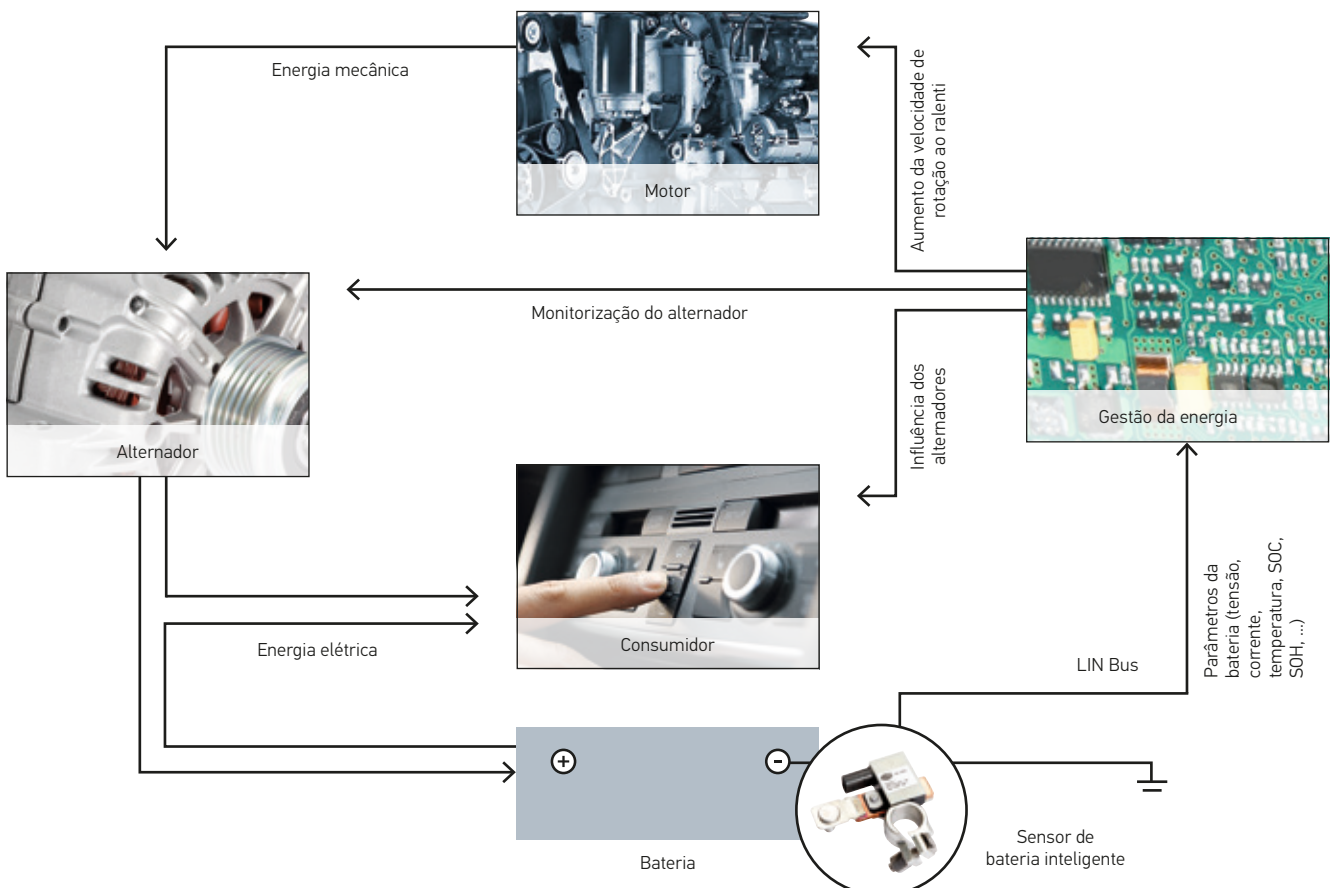 Energia mecânica
Motor
Aumento da velocidade de
rotação ao ralenti
Monitorização do alternador
Alternador
Influência dos
alternadores
Gestão da energia
Consumidor
Energia elétrica
LIN Bus
Parâmetros da
bateria (tensão,
corrente,
temperatura, SOC,
SOH, ...)
+
-
Bateria
Sensor de
bateria inteligente